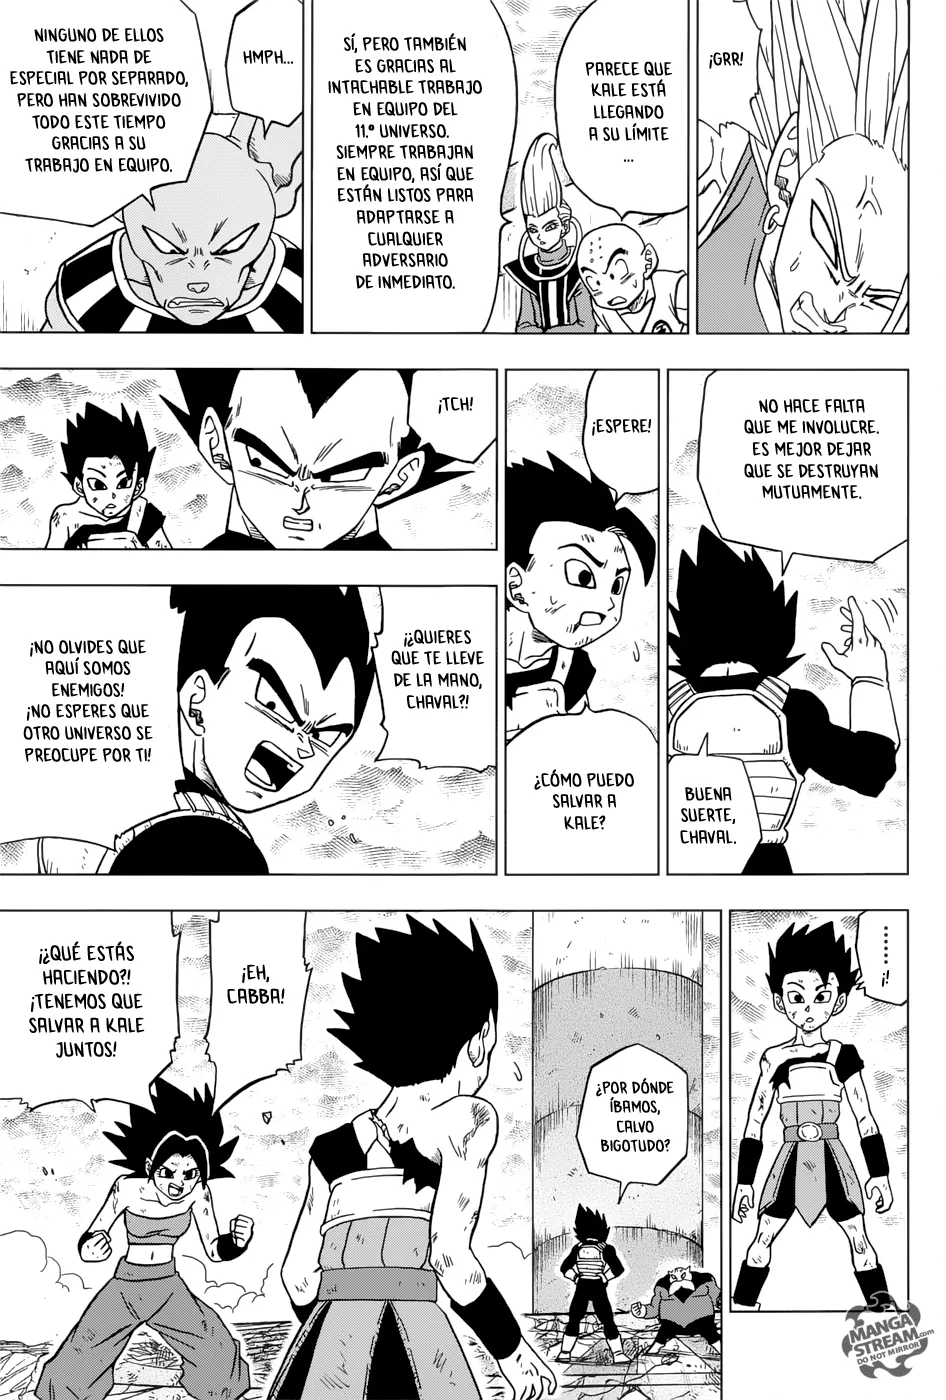 ¡GRR!
PARECE QUE
KALE ESTÁ
LLEGANDO
A SU LÍMITE
...
SÍ, PERO TAMBIÉN
ES GRACIAS AL
INTACHABLE TRABAJO
EN EQUIPO DEL
11.º UNIVERSO.
SIEMPRE TRABAJAN
EN EQUIPO, ASÍ QUE
ESTÁN LISTOS PARA
ADAPTARSE A
CUALQUIER
ADVERSARIO
DE INMEDIATO.
HMPH...
NINGUNO DE ELLOS
TIENE NADA DE
ESPECIAL POR SEPARADO,
PERO HAN SOBREVIVIDO
TODO ESTE TIEMPO
GRACIAS A SU
TRABAJO EN EQUIPO.
NO HACE FALTA
QUE ME INVOLUCRE.
ES MEJOR DEJAR
QUE SE DESTRUYAN
MUTUAMENTE.
BUENA
SUERTE,
CHAVAL.
¡ESPERE!
¿CÓMO PUEDO
SALVAR A
KALE?
¡TCH!
¡¿QUIERES
QUE TE LLEVE
DE LA MANO,
CHAVAL?!
¡NO OLVIDES QUE
AQUÍ SOMOS
ENEMIGOS!
¡NO ESPERES QUE
OTRO UNIVERSO SE
PREOCUPE POR TI!
......¡!
¿POR DÓNDE
ÍBAMOS,
CALVO
BIGOTUDO?
¡EH,
CABBA!
¡¿QUÉ ESTÁS
HACIENDO?!
¡TENEMOS QUE
SALVAR A KALE
JUNTOS!
MANGA
STREAM.COM
DO NOT MIRROR!